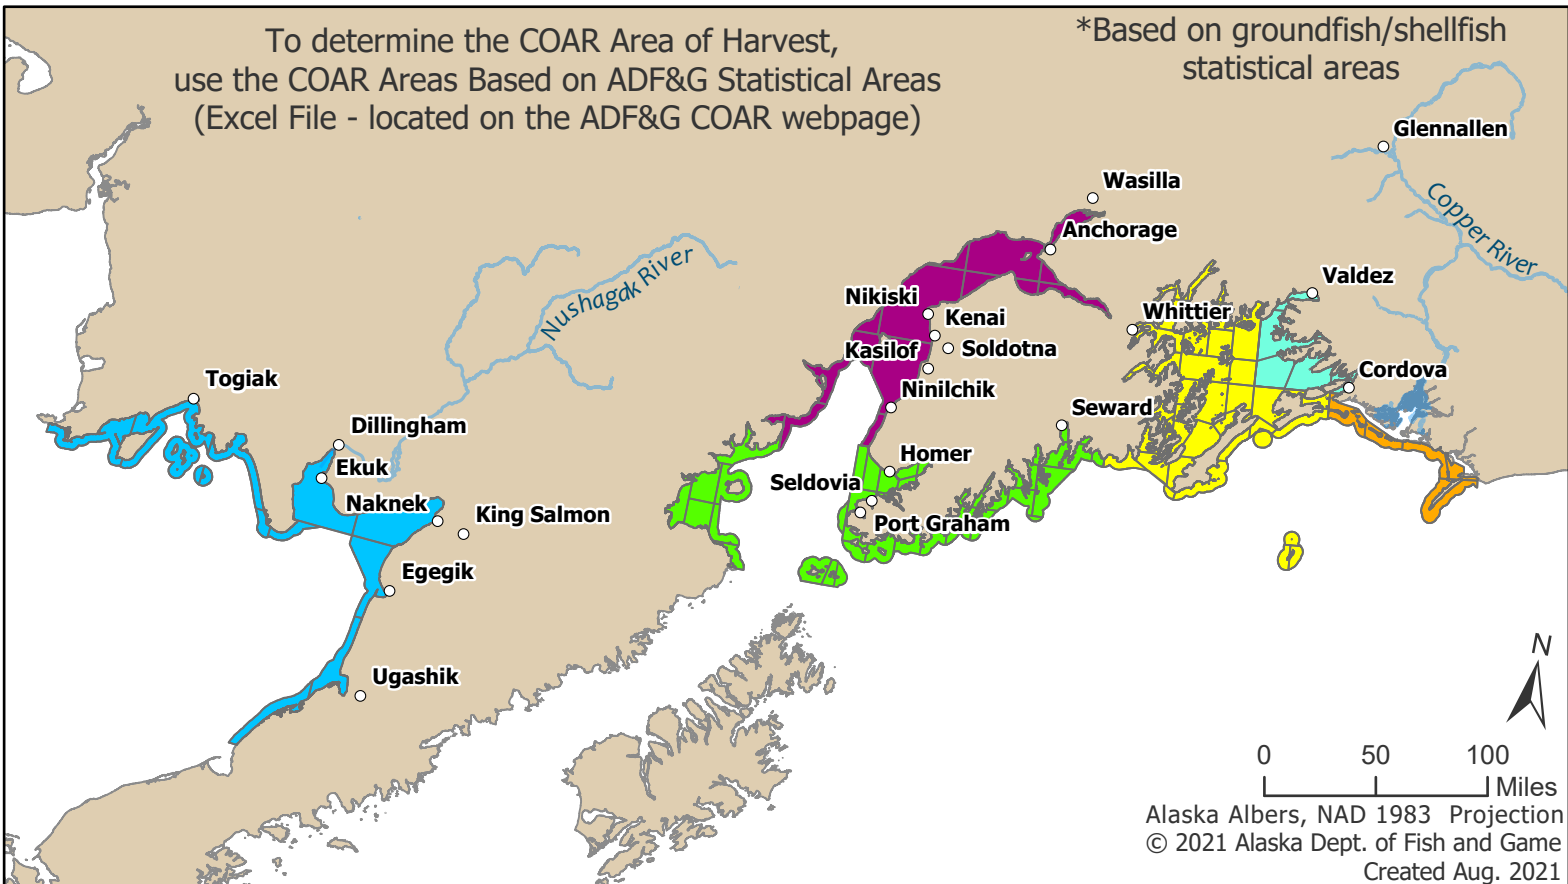 To determine the COAR Area of Harvest,
use the COAR Areas Based on ADF&G Statistical Areas
(Excel File - located on the ADF&G COAR webpage)
*Based on groundfish/shellfish
statistical areas
Glennallen
Wasilla
Anchorage
Copper River
Nushagak River
Valdez
Nikiski
Kenai
Whittier
Kasilof
Soldotna
Togiak
Cordova
Ninilchik
Seward
Dillingham
Homer
Ekuk
Seldovia
Naknek
King Salmon
Port Graham
Egegik
Ugashik
N
0 50 100
Miles
Alaska Albers, NAD 1983 Projection
© 2021 Alaska Dept. of Fish and Game
Created Aug. 2021